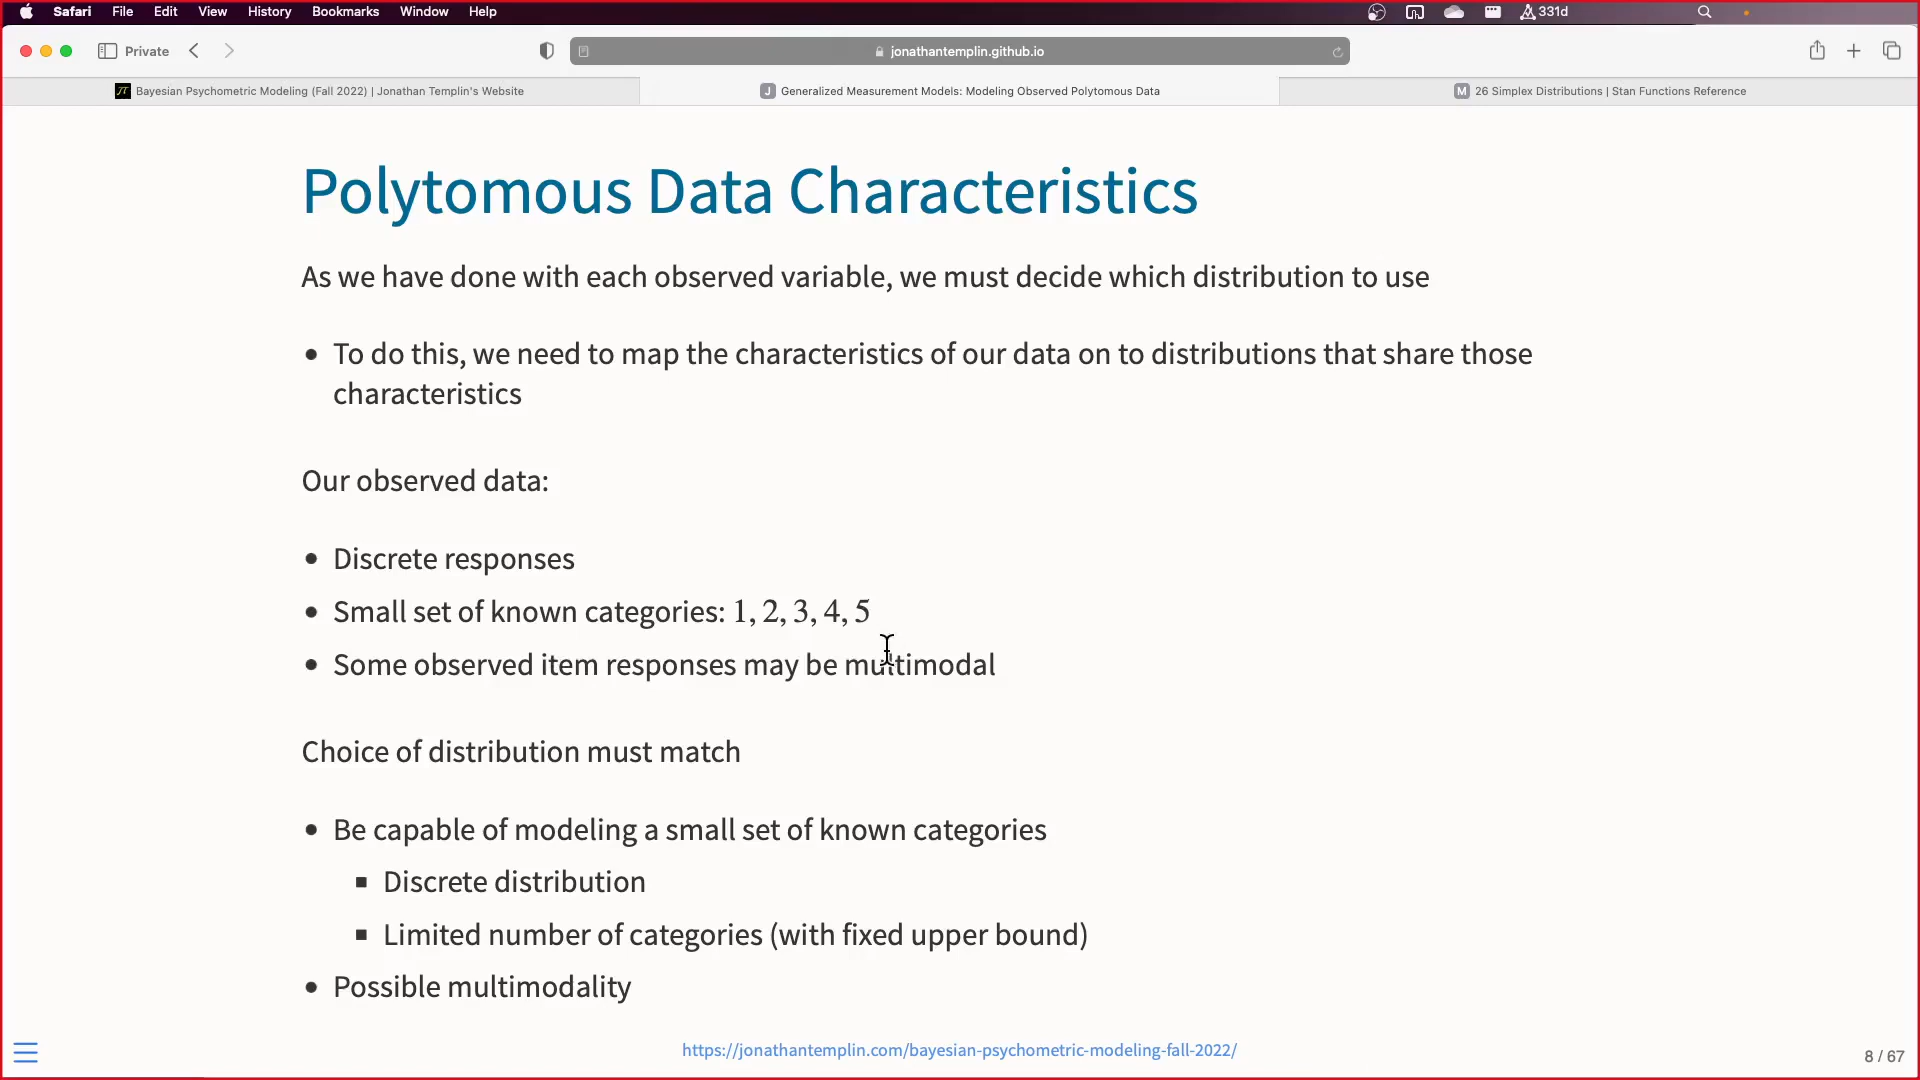 Safari File Edit View History Bookmarks Window Help 331d
Private jonathantemplin.github.io
Bayesian Psychometric Modeling (Fall 2022) | Jonathan Templin's Website
J Generalized Measurement Models: Modeling Observed Polytomous Data
M 26 Simplex Distributions | Stan Functions Reference
Polytomous Data Characteristics
As we have done with each observed variable, we must decide which distribution to use
• To do this, we need to map the characteristics of our data on to distributions that share those
characteristics
Our observed data:
• Discrete responses
• Small set of known categories: 1, 2, 3, 4, 5
• Some observed item responses may be multimodal
Choice of distribution must match
• Be capable of modeling a small set of known categories
▪ Discrete distribution
▪ Limited number of categories (with fixed upper bound)
• Possible multimodality
https://jonathantemplin.com/bayesian-psychometric-modeling-fall-2022/
8 / 67